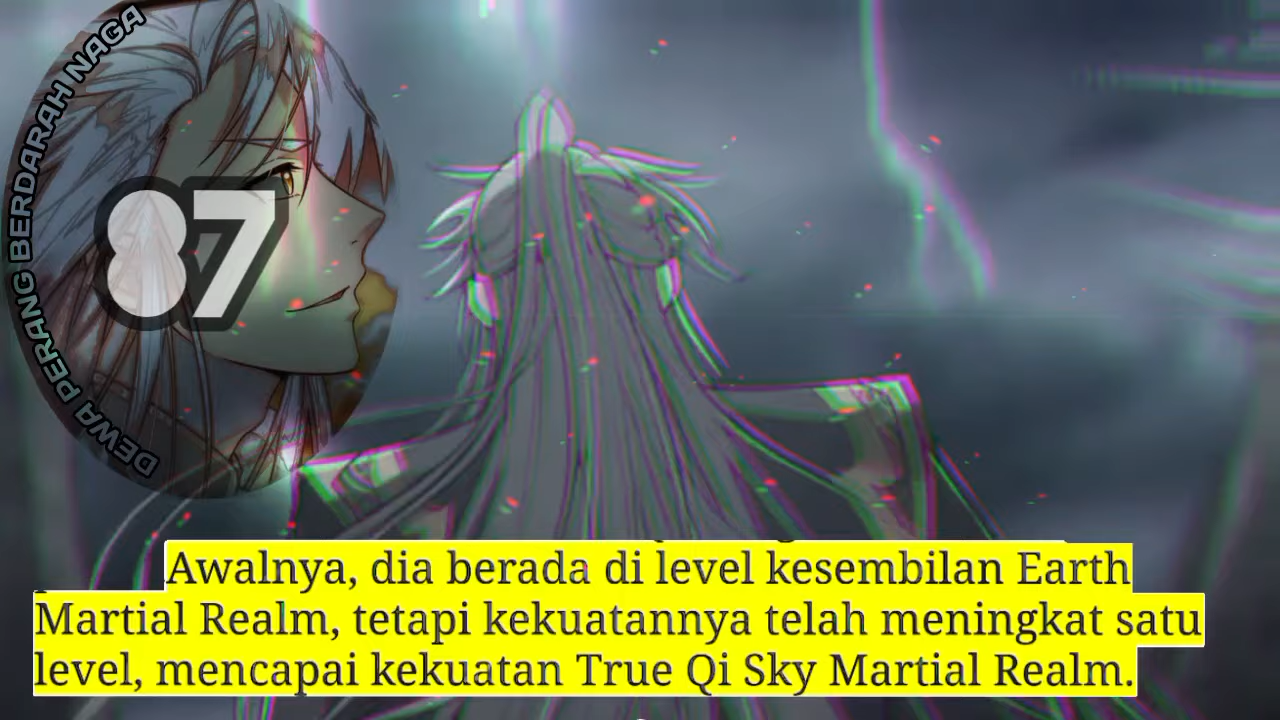 DEWA PERANG BERDARAH NAGA
87
Awalnya, dia berada di level kesembilan Earth
Martial Realm, tetapi kekuatannya telah meningkat satu
level, mencapai kekuatan True Qi Sky Martial Realm.